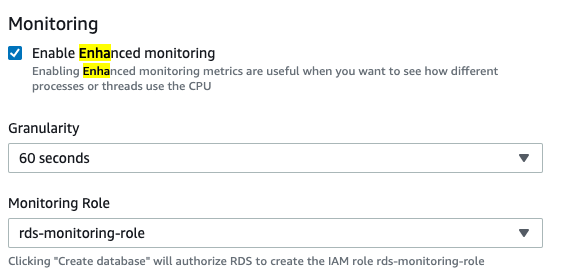 Monitoring
Enable Enhanced monitoring
Enabling Enhanced monitoring metrics are useful when you want to see how different
processes or threads use the CPU
Granularity
60 seconds
Monitoring Role
rds-monitoring-role
Clicking "Create database" will authorize RDS to create the IAM role rds-monitoring-role